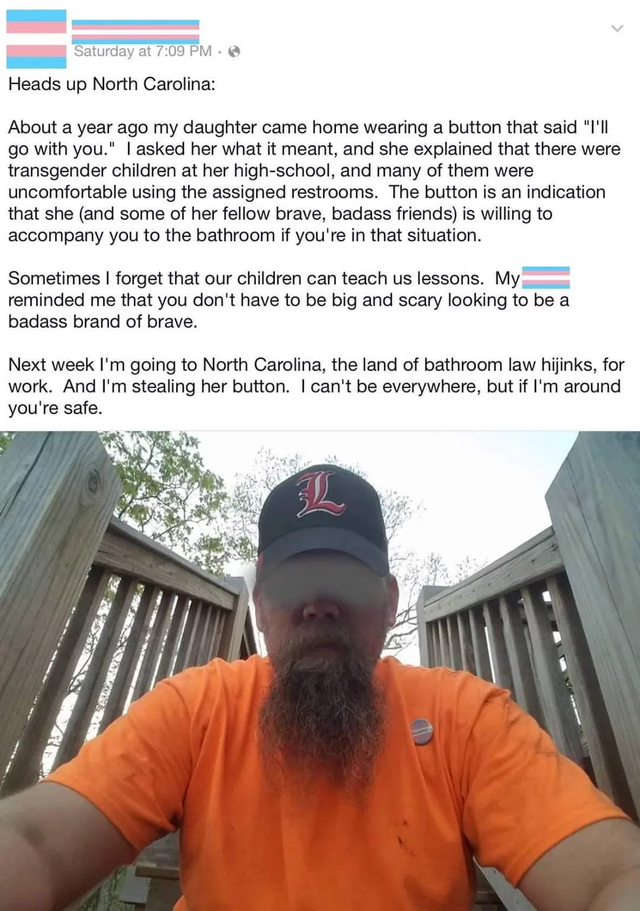 Saturday at 7:09 PM ·
Heads up North Carolina:
About a year ago my daughter came home wearing a button that said "I'll
go with you."  I asked her what it meant, and she explained that there were
transgender children at her high-school, and many of them were
uncomfortable using the assigned restrooms.  The button is an indication
that she (and some of her fellow brave, badass friends) is willing to
accompany you to the bathroom if you're in that situation.
Sometimes I forget that our children can teach us lessons.  My
reminded me that you don't have to be big and scary looking to be a
badass brand of brave.
Next week I'm going to North Carolina, the land of bathroom law hijinks, for
work.  And I'm stealing her button.  I can't be everywhere, but if I'm around
you're safe.
L